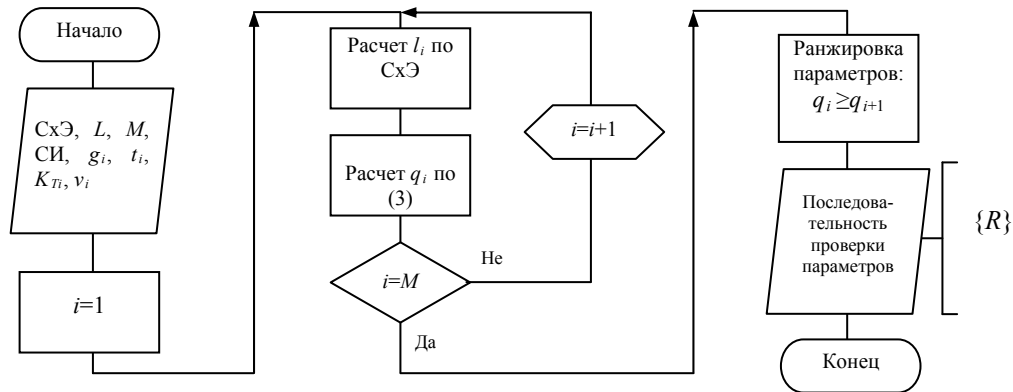 Начало
СхЭ, L, M,
СИ, gᵢ, tᵢ,
K_Tᵢ, vᵢ
i=1
Расчет lᵢ по
СхЭ
Расчет qᵢ по
(3)
i=M
Не
Да
i=i+1
Ранжировка
параметров:
qᵢ ≥qᵢ₊₁
Последова-
тельность
проверки
параметров
{R}
Конец